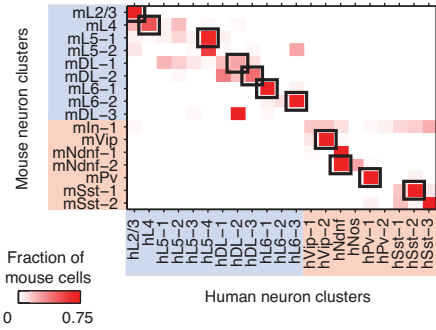 Mouse neuron clusters
mL2/3
mL4
mL5-1
mL5-2
mDL-1
mDL-2
mL6-1
mL6-2
mDL-3
mIn-1
mVip
mNdnf-1
mNdnf-2
mPv
mSst-1
mSst-2
hL2/3
hL4
hL5-1
hL5-2
hL5-3
hL5-4
hDL-1
hDL-2
hDL-3
hL6-1
hL6-2
hL6-3
hVip-1
hVip-2
hNdnf
hNos
hPv-1
hPv-2
hSst-1
hSst-2
hSst-3
Human neuron clusters
Fraction of
mouse cells
0
0.75